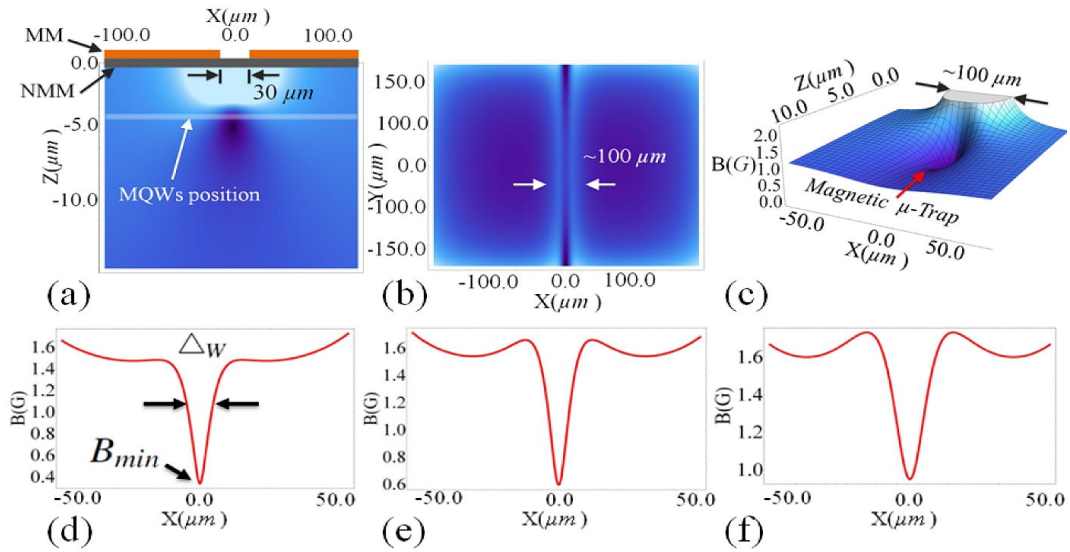 X(μm)
-100.0 0.0 100.0
MM
0.0
NMM
30 μm
-5.0
Z(μm)
MQWs position
-10.0
(a)
150.0
100.0
~100 μm
0.0
Y(μm)
-100.0
-150.0
-100.0 0.0 100.0
X(μm)
(b)
~100 μm
Z(μm)
0.0
5.0
10.0
2.0
1.5
B(G) 1.0
0.5
0.0
Magnetic μ-Trap
-50.0
0.0
50.0
X(μm)
(c)
1.6
△W
1.4
1.2
B(G)
1.0
0.8
0.6
Bmin
0.4
-50.0 0.0 50.0
X(μm)
(d)
1.6
1.4
1.2
B(G)
1.0
0.8
0.6
-50.0 0.0 50.0
X(μm)
(e)
1.6
1.4
B(G)
1.2
1.0
-50.0 0.0 50.0
X(μm)
(f)